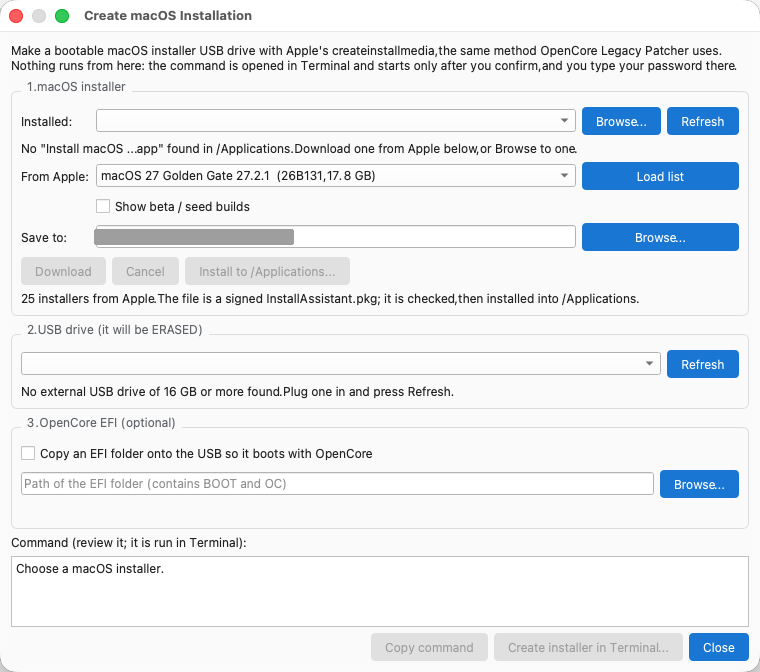 Create macOS Installation
Make a bootable macOS installer USB drive with Apple's createinstallmedia,the same method OpenCore Legacy Patcher uses.
Nothing runs from here: the command is opened in Terminal and starts only after you confirm,and you type your password there.
1.macOS installer
Installed:
Browse...
Refresh
No "Install macOS ...app" found in /Applications.Download one from Apple below,or Browse to one.
From Apple:
macOS 27 Golden Gate 27.2.1 (26B131,17.8 GB)
Load list
Show beta / seed builds
Save to:
Browse...
Download
Cancel
Install to /Applications...
25 installers from Apple.The file is a signed InstallAssistant.pkg; it is checked,then installed into /Applications.
2.USB drive (it will be ERASED)
Refresh
No external USB drive of 16 GB or more found.Plug one in and press Refresh.
3.OpenCore EFI (optional)
Copy an EFI folder onto the USB so it boots with OpenCore
Path of the EFI folder (contains BOOT and OC)
Browse...
Command (review it; it is run in Terminal):
Choose a macOS installer.
Copy command
Create installer in Terminal...
Close